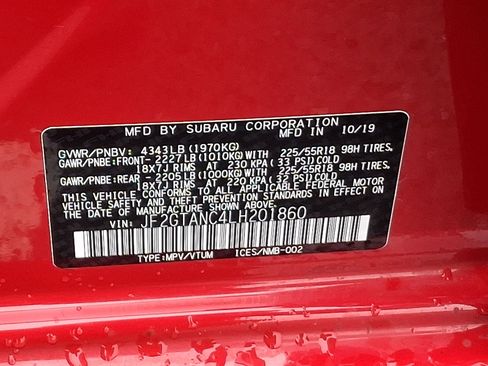 MFD BY SUBARU CORPORATION
GVWR/PNBV: 4343LB (1970KG) MADE IN 10/19
GAWR/PNBE:FRONT- 2227LB(1010KG)WITH 225/55R18 98H TIRES.
18X7J RIMS AT 230 KPA( 33 PSI)COLD
GAWR/PNBE:REAR - 2205LB(1000KG)WITH 225/55R18 98H TIRES.
18X7J RIMS AT 220 KPA( 32 PSI)COLD
THIS VEHICLE CONFORMS TO ALL APPLICABLE FEDERAL MOTOR
VEHICLE SAFETY AND THEFT PREVENTION STANDARDS IN
EFFECT ON THE DATE OF MANUFACTURE SHOWN ABOVE
VIN: JF2GTANC4LH201860
TYPE:MPV/VTUM ICES/NMB-002